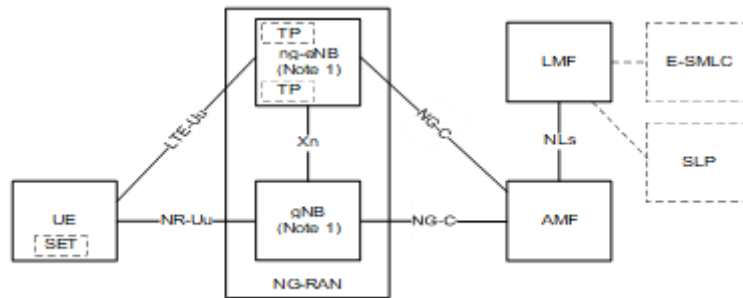 TP
ng-eNB
(Note 1)
TP
LMF
E-SMLC
LTE-Uu
NG-C
Xn
NLs
SLP
UE
SET
NR-Uu
gNB
(Note 1)
NG-C
AMF
NG-RAN